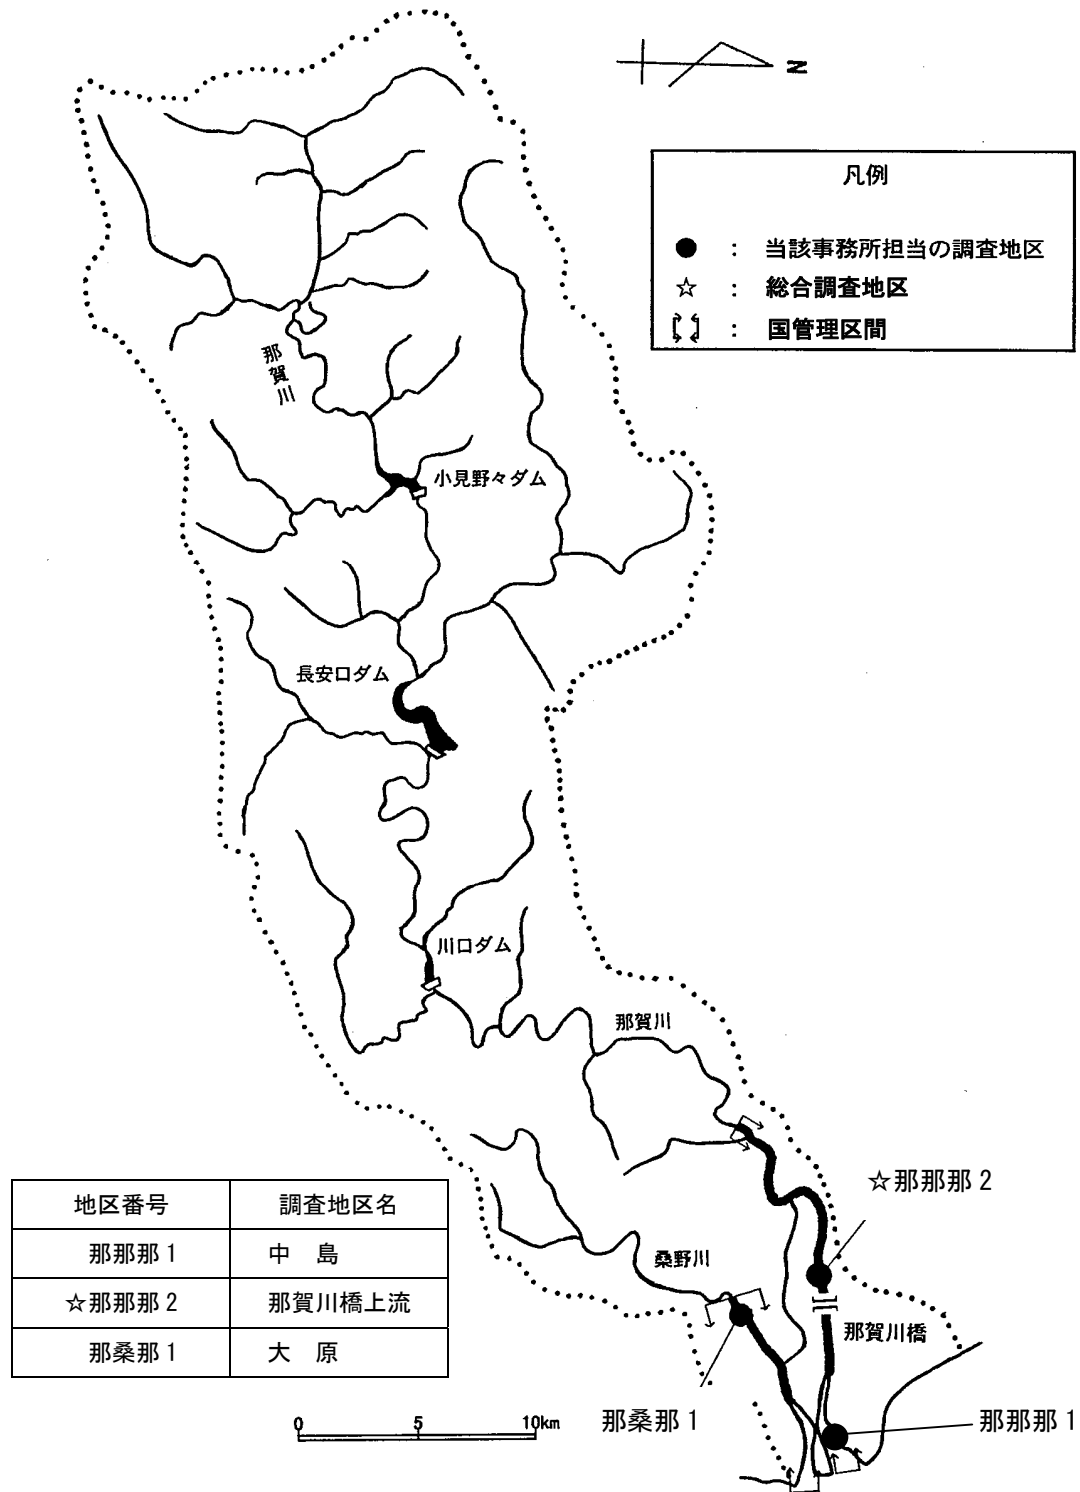 N
凡例
● ： 当該事務所担当の調査地区
☆ ： 総合調査地区
： 国管理区間
那賀川
小見野々ダム
長安口ダム
川口ダム
那賀川
☆那那那2
桑野川
那賀川橋
地区番号 調査地区名
那那那1 中 島
☆那那那2 那賀川橋上流
那桑那1 大 原
0 5 10km
那桑那1
那那那1